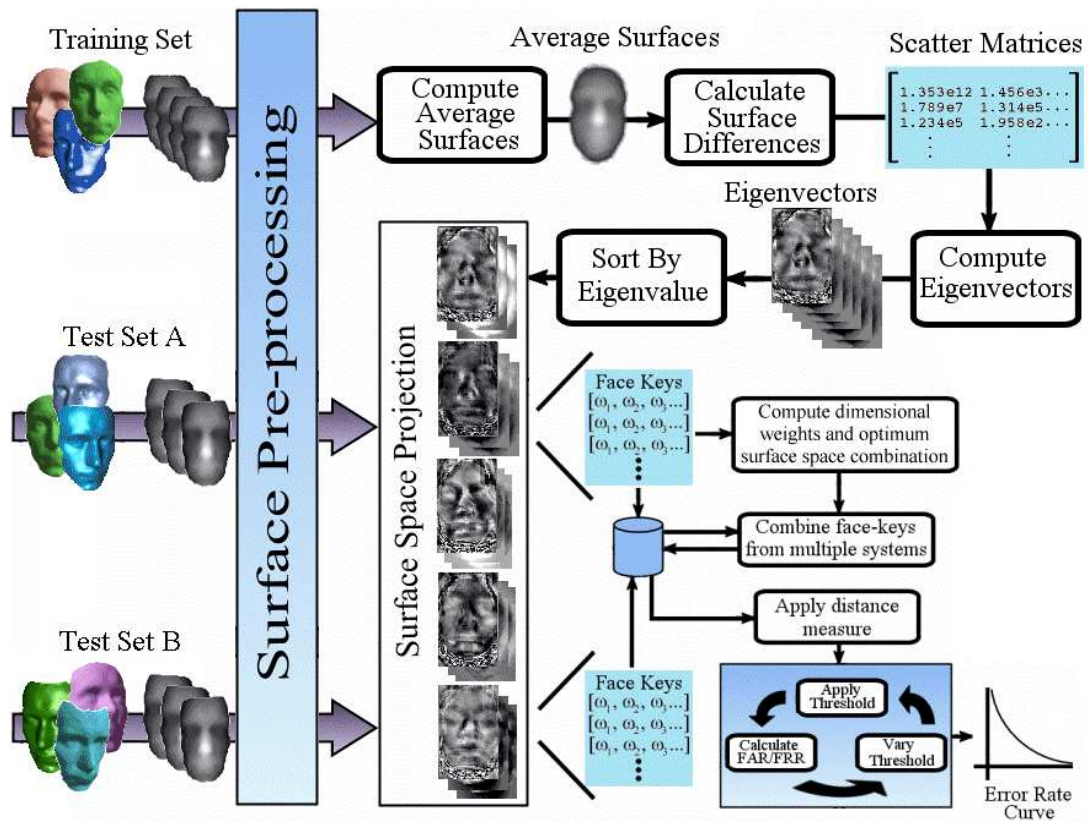 Training Set
Surface Pre-processing
Average Surfaces
Compute
Average
Surfaces
Calculate
Surface
Differences
Scatter Matrices
1.353e12 1.456e3...
1.789e7 1.314e5...
1.234e5 1.958e2...
Eigenvectors
Compute
Eigenvectors
Sort By
Eigenvalue
Test Set A
Surface Space Projection
Face Keys
[ω₁, ω₂, ω₃...]
[ω₁, ω₂, ω₃...]
[ω₁, ω₂, ω₃...]
Compute dimensional
weights and optimum
surface space combination
Combine face-keys
from multiple systems
Apply distance
measure
Test Set B
Face Keys
[ω₁, ω₂, ω₃...]
[ω₁, ω₂, ω₃...]
[ω₁, ω₂, ω₃...]
Apply
Threshold
Calculate
FAR/FRR
Vary
Threshold
Error Rate
Curve